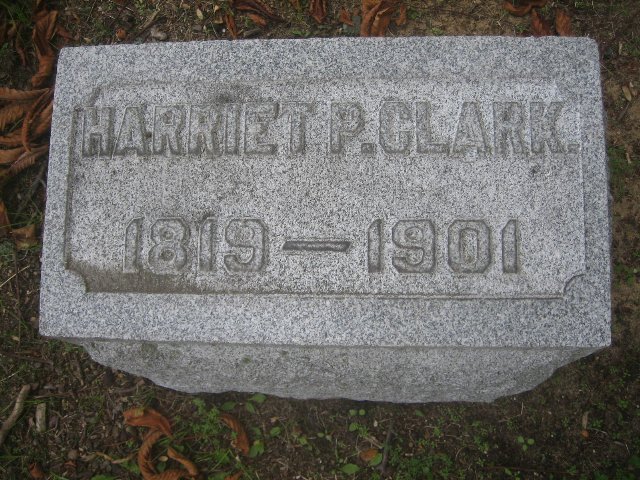 HARRIET P. CLARK.
1819 — 1901